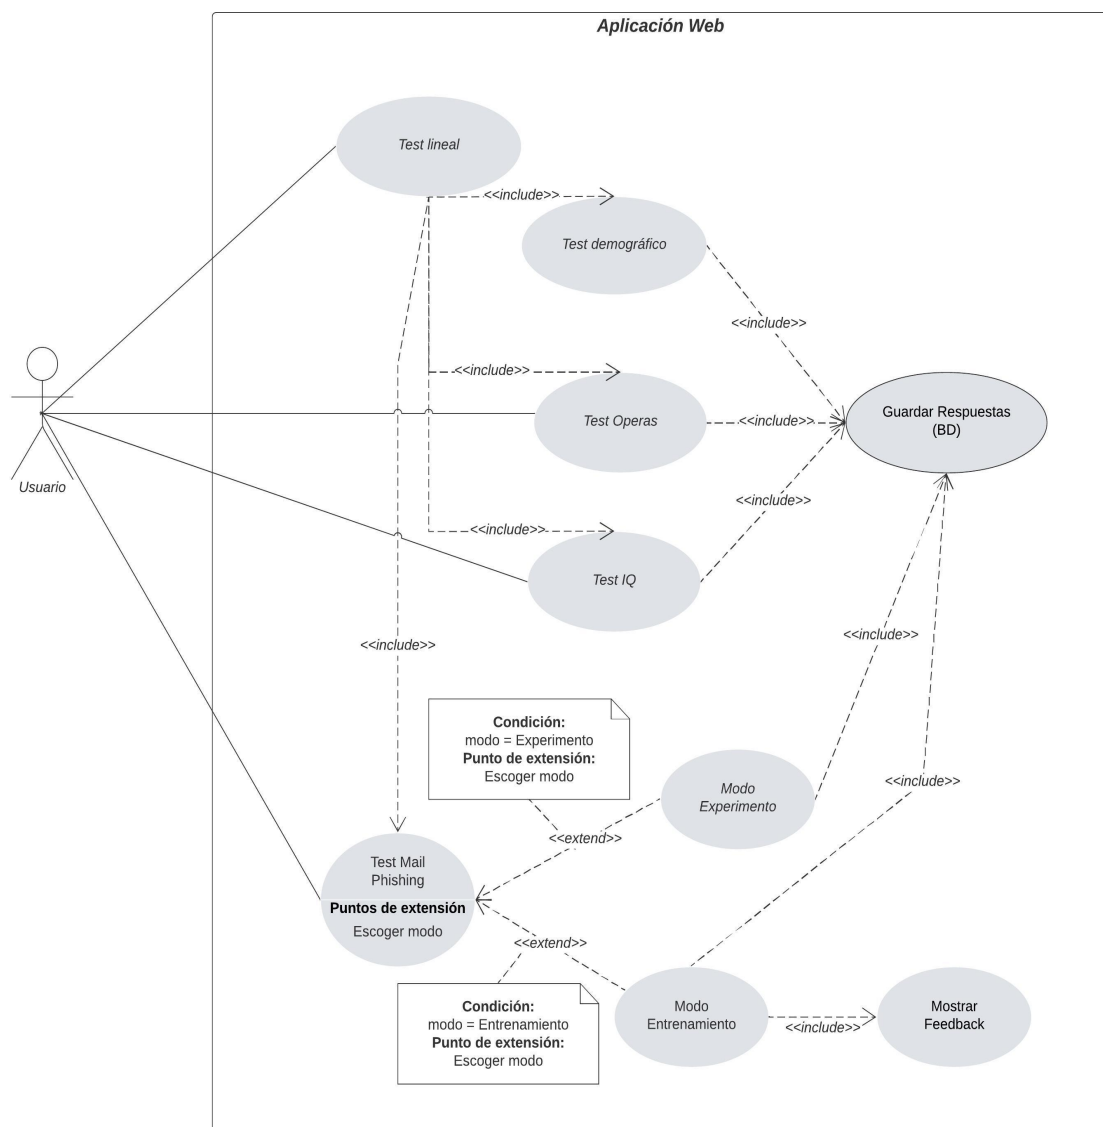 Aplicación Web
Test lineal
<<include>>
Test demográfico
<<include>>
<<include>>
Test Operas
<<include>>
Guardar Respuestas
(BD)
Usuario
<<include>>
<<include>>
Test IQ
<<include>>
<<include>>
Condición:
modo = Experimento
Punto de extensión:
Escoger modo
Modo
Experimento
<<include>>
<<extend>>
Test Mail
Phishing
Puntos de extensión
Escoger modo
<<extend>>
Condición:
modo = Entrenamiento
Punto de extensión:
Escoger modo
Modo
Entrenamiento
<<include>>
Mostrar
Feedback